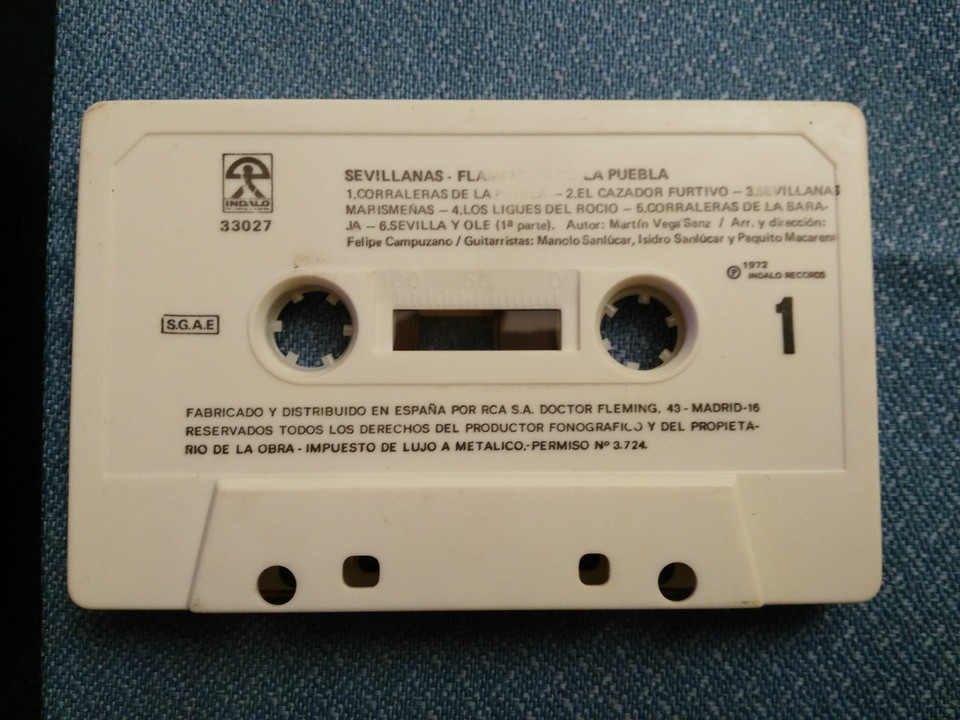 INDALO
33027
SEVILLANAS - LA PUEBLA
1.CORRALERAS DE LA - 2.EL CAZADOR FURTIVO - 3.SEVILLANAS
MARISMEÑAS - 4.LOS LIGUES DEL ROCIO - 5.CORRALERAS DE LA BARA-
JA - 6.SEVILLA Y OLE (1ª parte). Autor: Martín Vega Sanz / Arr. y dirección:
Felipe Campuzano / Guitarristas: Manolo Sanlúcar, Isidro Sanlúcar y Paquito Macareno
℗ 1972
INDALO RECORDS
S.G.A.E
100 50 0
1
FABRICADO Y DISTRIBUIDO EN ESPAÑA POR RCA S.A. DOCTOR FLEMING, 43 - MADRID-16
RESERVADOS TODOS LOS DERECHOS DEL PRODUCTOR FONOGRAFICO Y DEL PROPIETA-
RIO DE LA OBRA - IMPUESTO DE LUJO A METALICO.-PERMISO Nº 3.724.